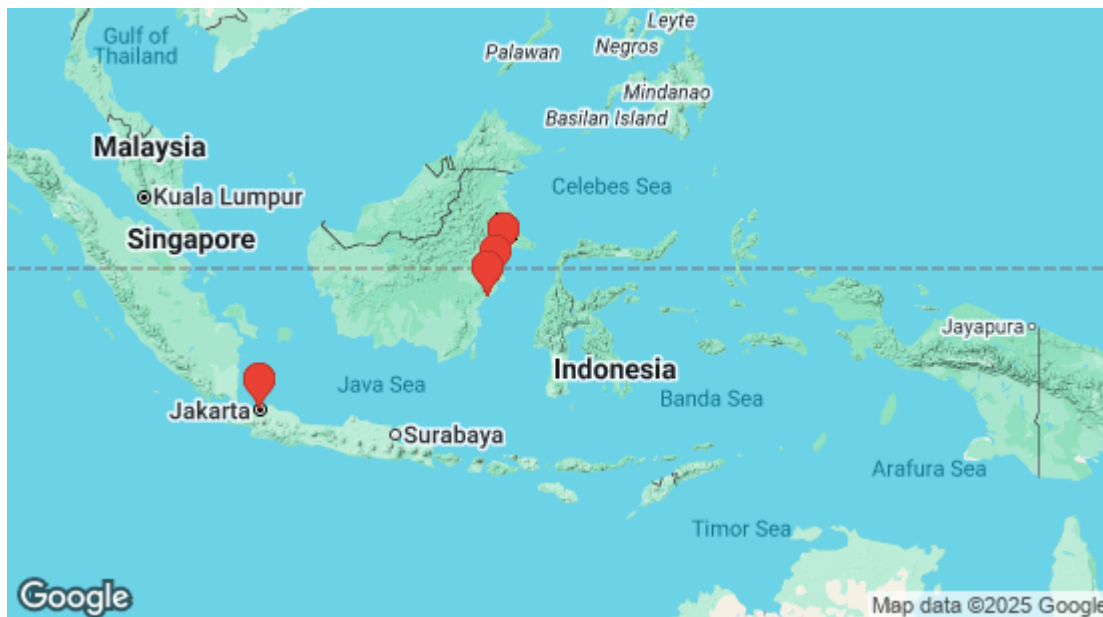 Gulf of
Thailand
Leyte
Palawan
Negros
Mindanao
Basilan Island
Malaysia
Kuala Lumpur
Celebes Sea
Singapore
Jayapura
Indonesia
Java Sea
Banda Sea
Jakarta
Surabaya
Arafura Sea
Timor Sea
Google
Map data ©2025 Google